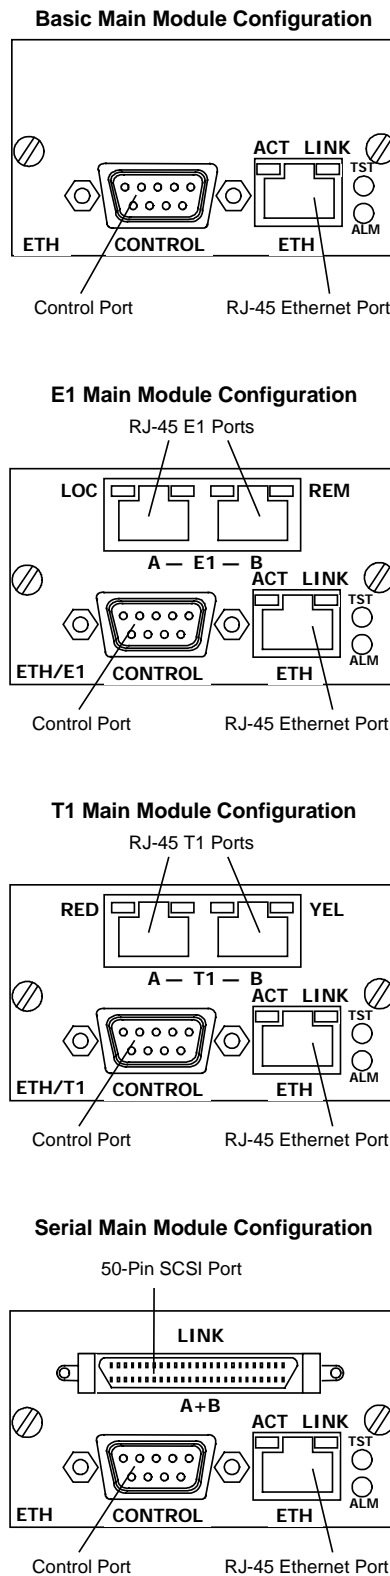 Basic Main Module Configuration
ACT LINK
TST
ALM
ETH CONTROL ETH
Control Port RJ-45 Ethernet Port
E1 Main Module Configuration
RJ-45 E1 Ports
LOC REM
A — E1 — B
ACT LINK
TST
ALM
ETH/E1 CONTROL ETH
Control Port RJ-45 Ethernet Port
T1 Main Module Configuration
RJ-45 T1 Ports
RED YEL
A — T1 — B
ACT LINK
TST
ALM
ETH/T1 CONTROL ETH
Control Port RJ-45 Ethernet Port
Serial Main Module Configuration
50-Pin SCSI Port
LINK
A+B
ACT LINK
TST
ALM
ETH CONTROL ETH
Control Port RJ-45 Ethernet Port